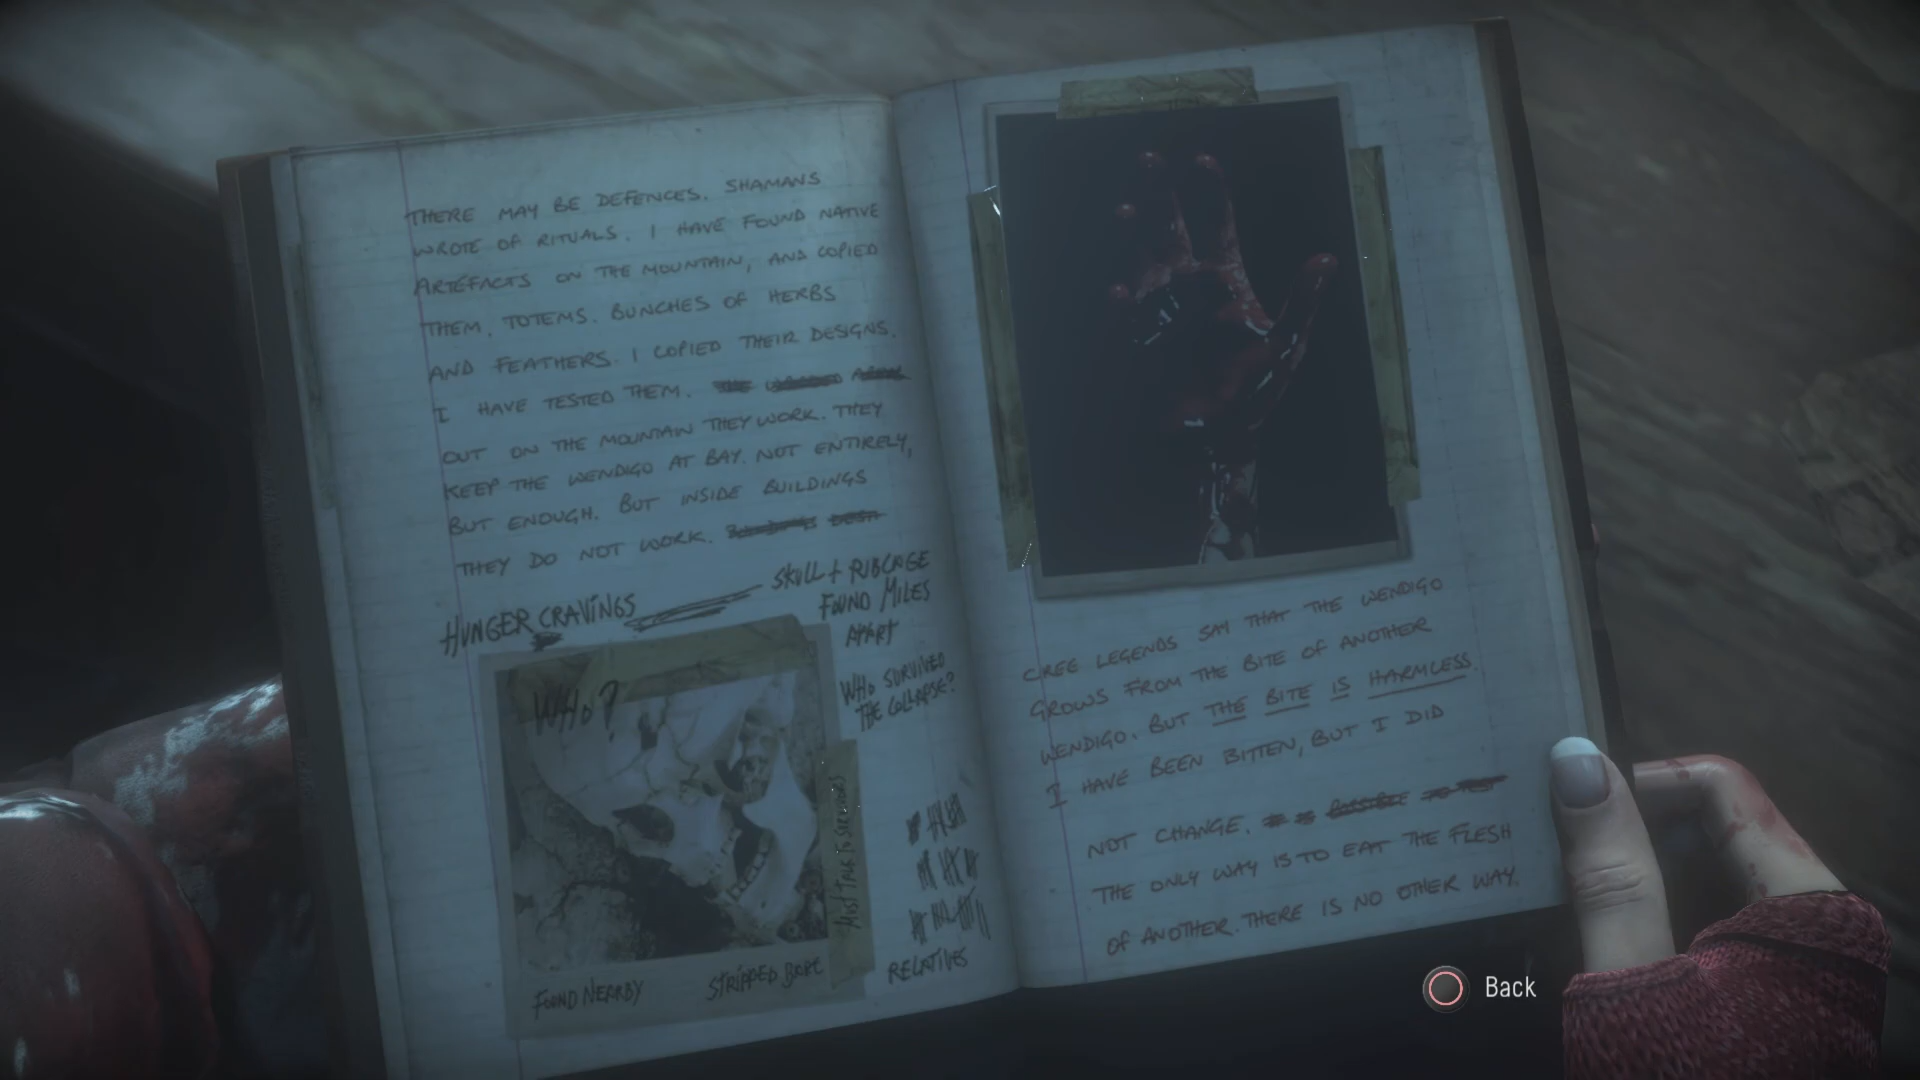 THERE MAY BE DEFENCES. SHAMANS
WROTE OF RITUALS. I HAVE FOUND NATIVE
ARTEFACTS ON THE MOUNTAIN, AND COPIED
THEM. TOTEMS. BUNCHES OF HERBS
AND FEATHERS. I COPIED THEIR DESIGNS.
I HAVE TESTED THEM.
OUT ON THE MOUNTAIN THEY WORK. THEY
KEEP THE WENDIGO AT BAY. NOT ENTIRELY,
BUT ENOUGH. BUT INSIDE BUILDINGS
THEY DO NOT WORK.
HUNGER CRAVINGS
SKULL + RIBCAGE
FOUND MILES
APART
WHO SURVIVED
THE COLLAPSE?
WHO?
MUST TALK TO
FOUND NEARBY
STRIPPED BARE
RELATIVES
CREE LEGENDS SAY THAT THE WENDIGO
GROWS FROM THE BITE OF ANOTHER
WENDIGO. BUT THE BITE IS HARMLESS.
I HAVE BEEN BITTEN, BUT I DID
NOT CHANGE.
THE ONLY WAY IS TO EAT THE FLESH
OF ANOTHER. THERE IS NO OTHER WAY.
Back